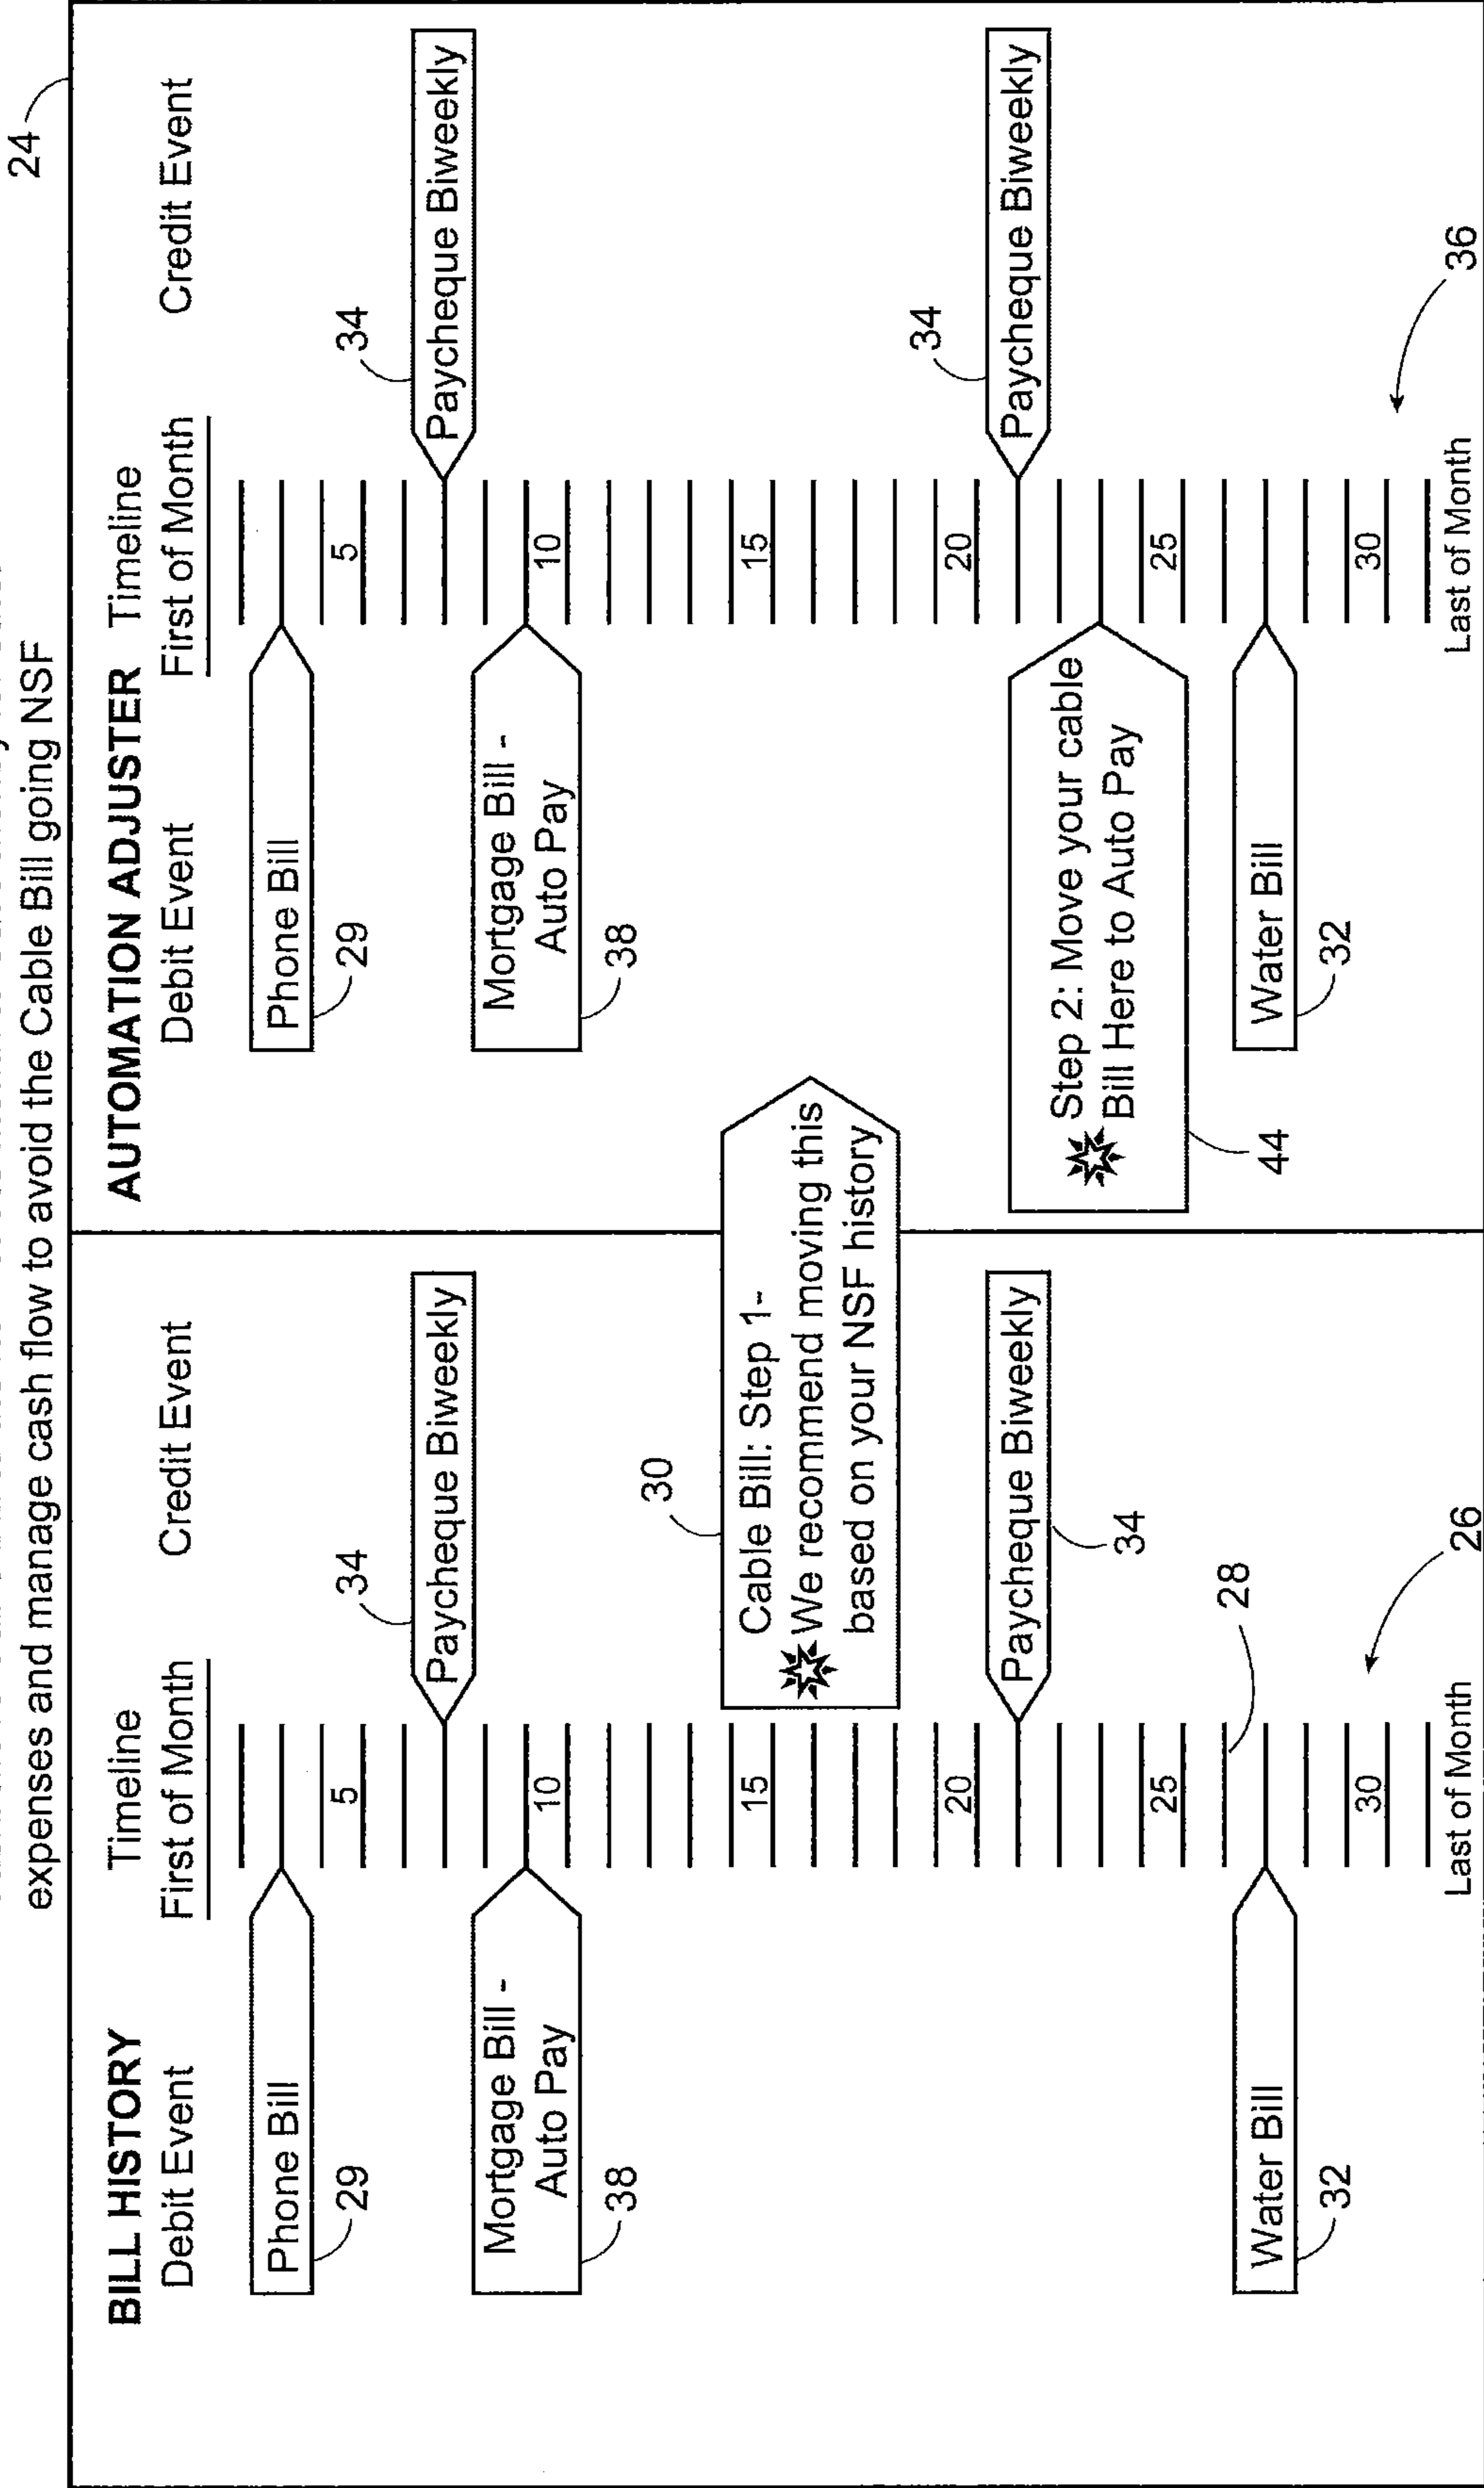 expenses and manage cash flow to avoid the Cable Bill going NSF
24
BILL HISTORY
Debit Event
Timeline
First of Month
Credit Event
Phone Bill
29
5
34
Paycheque Biweekly
Mortgage Bill -
Auto Pay
38
10
30
Cable Bill: Step 1-
We recommend moving this
based on your NSF history
15
20
Paycheque Biweekly
34
25
28
Water Bill
32
30
26
Last of Month
AUTOMATION ADJUSTER
Debit Event
Timeline
First of Month
Credit Event
Phone Bill
29
5
34
Paycheque Biweekly
Mortgage Bill -
Auto Pay
38
10
15
20
34
Paycheque Biweekly
Step 2: Move your cable
Bill Here to Auto Pay
44
25
Water Bill
32
30
36
Last of Month